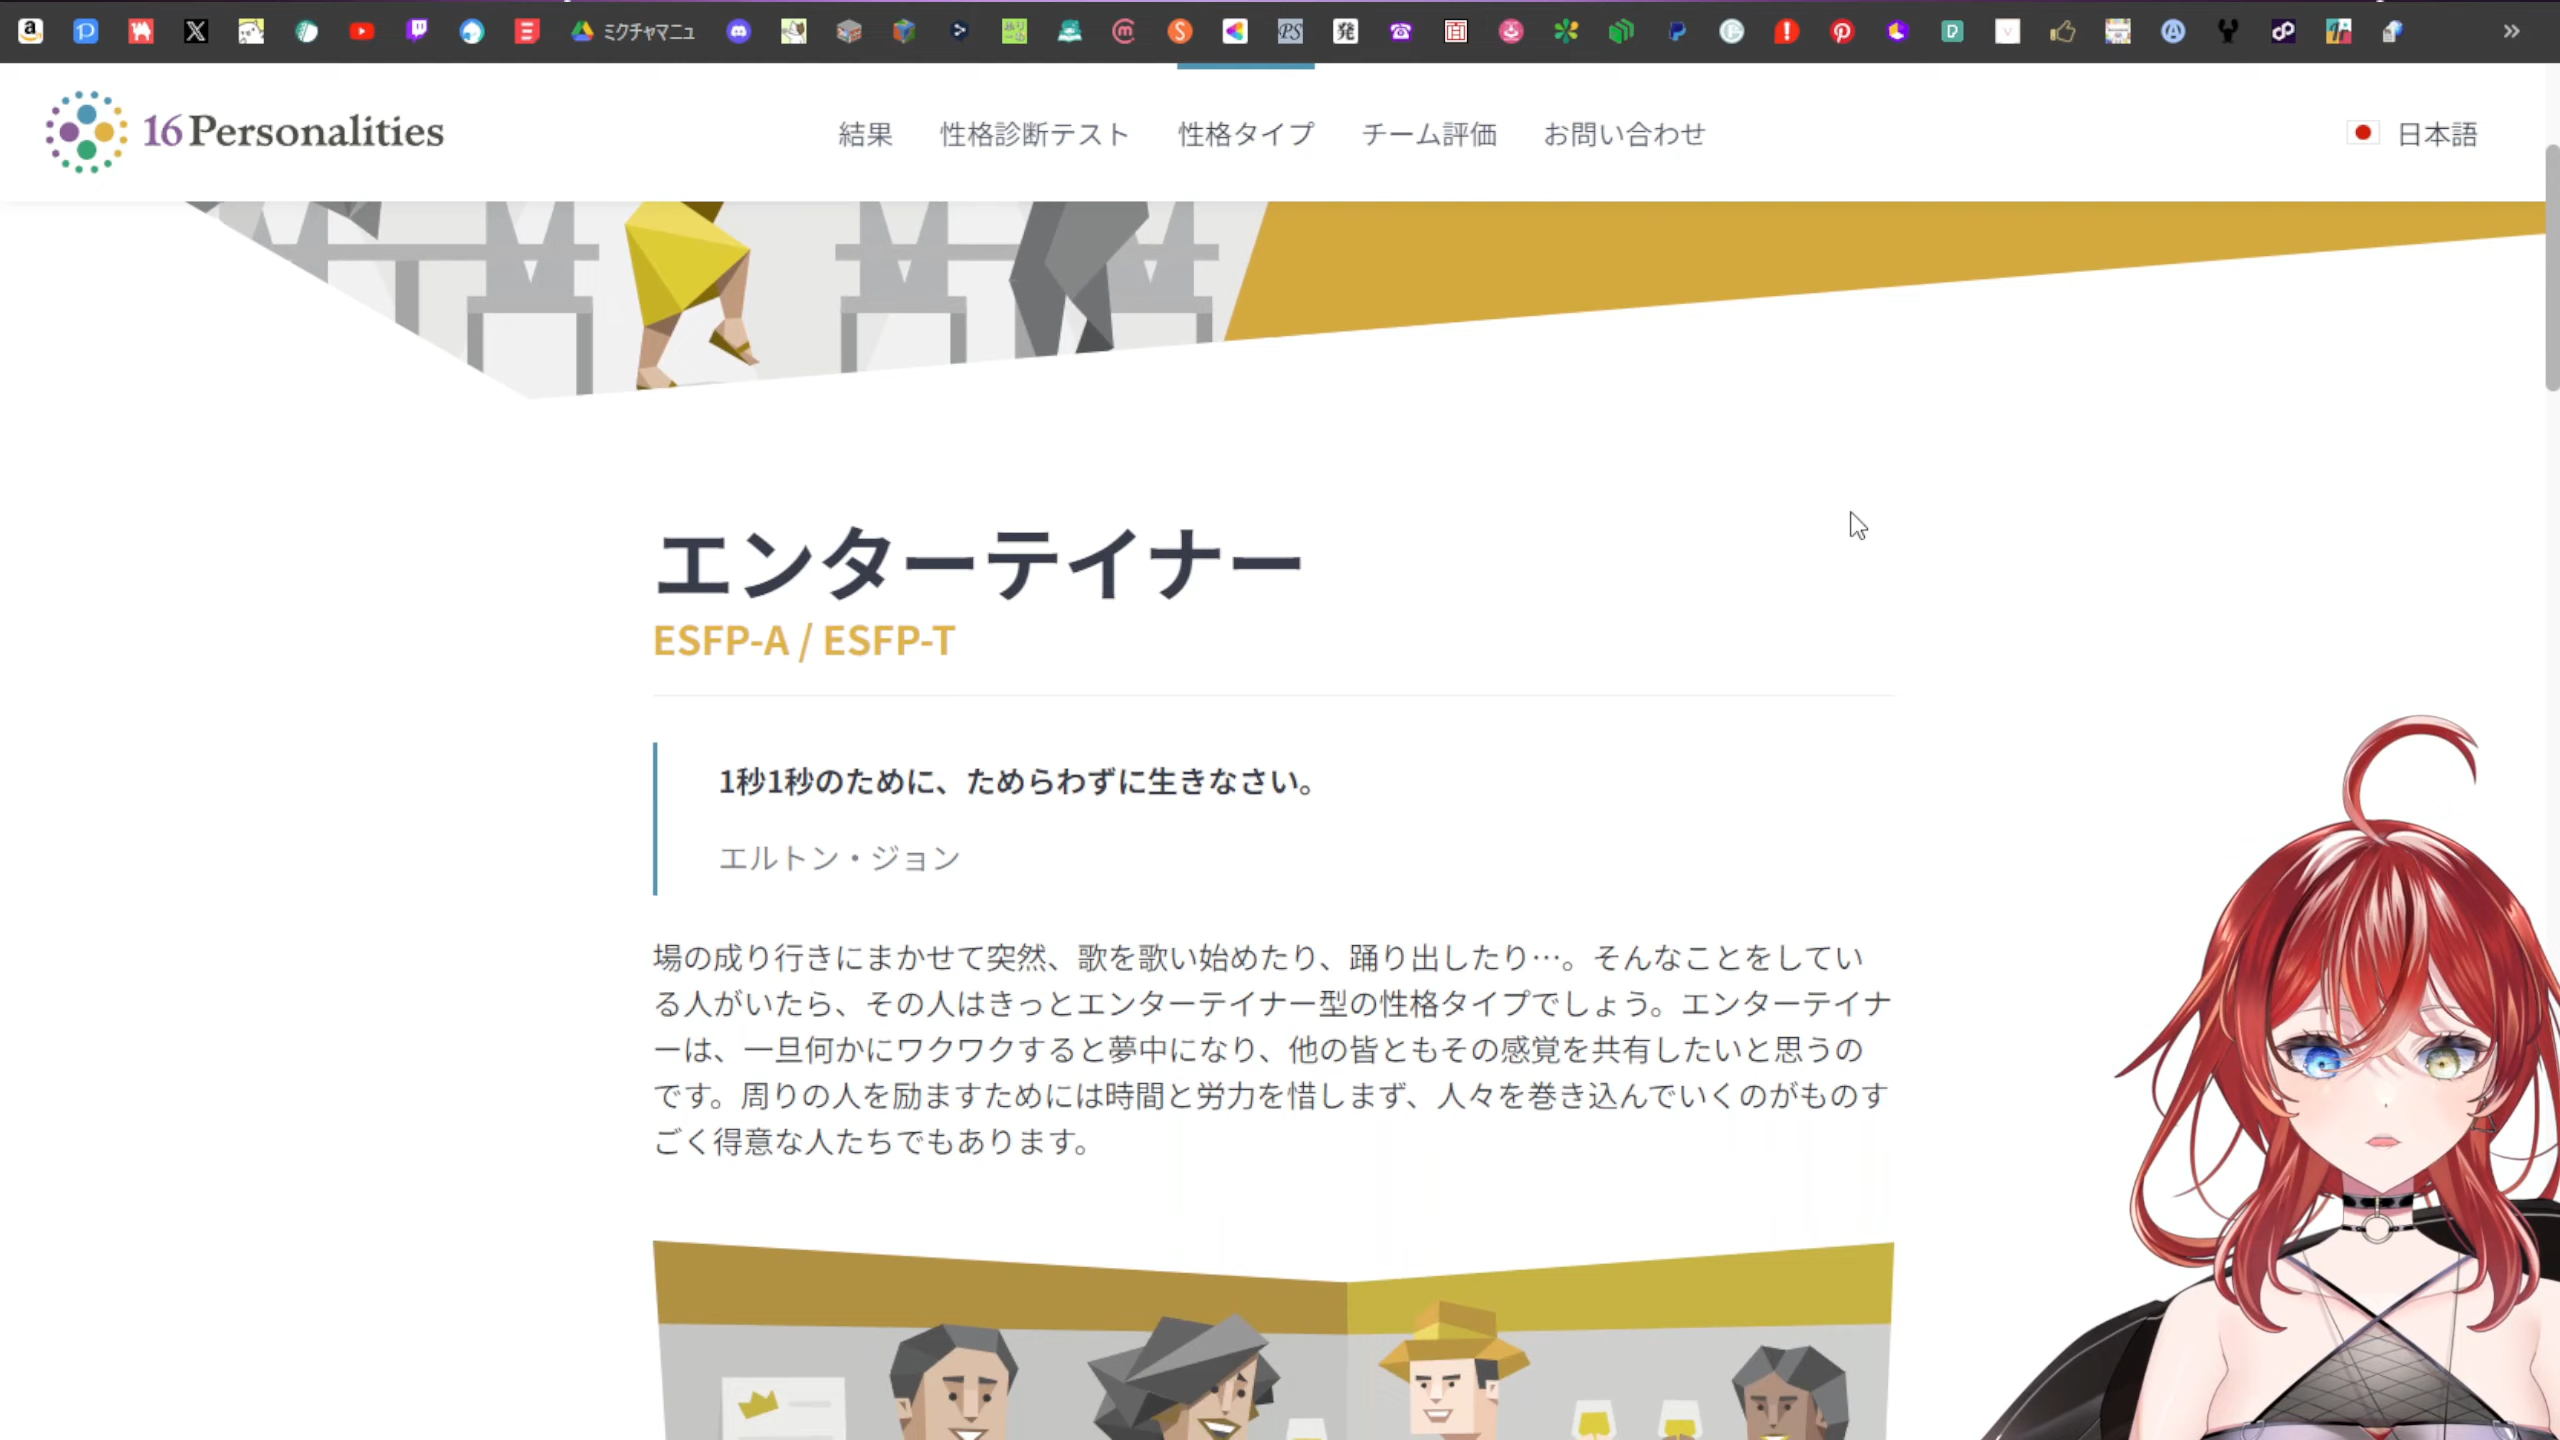 ミクチャマニュ
16Personalities
結果 性格診断テスト 性格タイプ チーム評価 お問い合わせ 日本語
エンターテイナー
ESFP-A / ESFP-T
1秒1秒のために、ためらわずに生きなさい。
エルトン・ジョン
場の成り行きにまかせて突然、歌を歌い始めたり、踊り出したり…。そんなことをしてい
る人がいたら、その人はきっとエンターテイナー型の性格タイプでしょう。エンターテイナ
ーは、一旦何かにワクワクすると夢中になり、他の皆ともその感覚を共有したいと思うの
です。周りの人を励ますためには時間と労力を惜しまず、人々を巻き込んでいくのがものす
ごく得意な人たちでもあります。